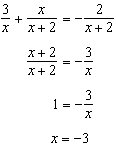 3/x + x/(x + 2) = −2/(x + 2)
(x + 2)/(x + 2) = −3/x
1 = −3/x
x = −3